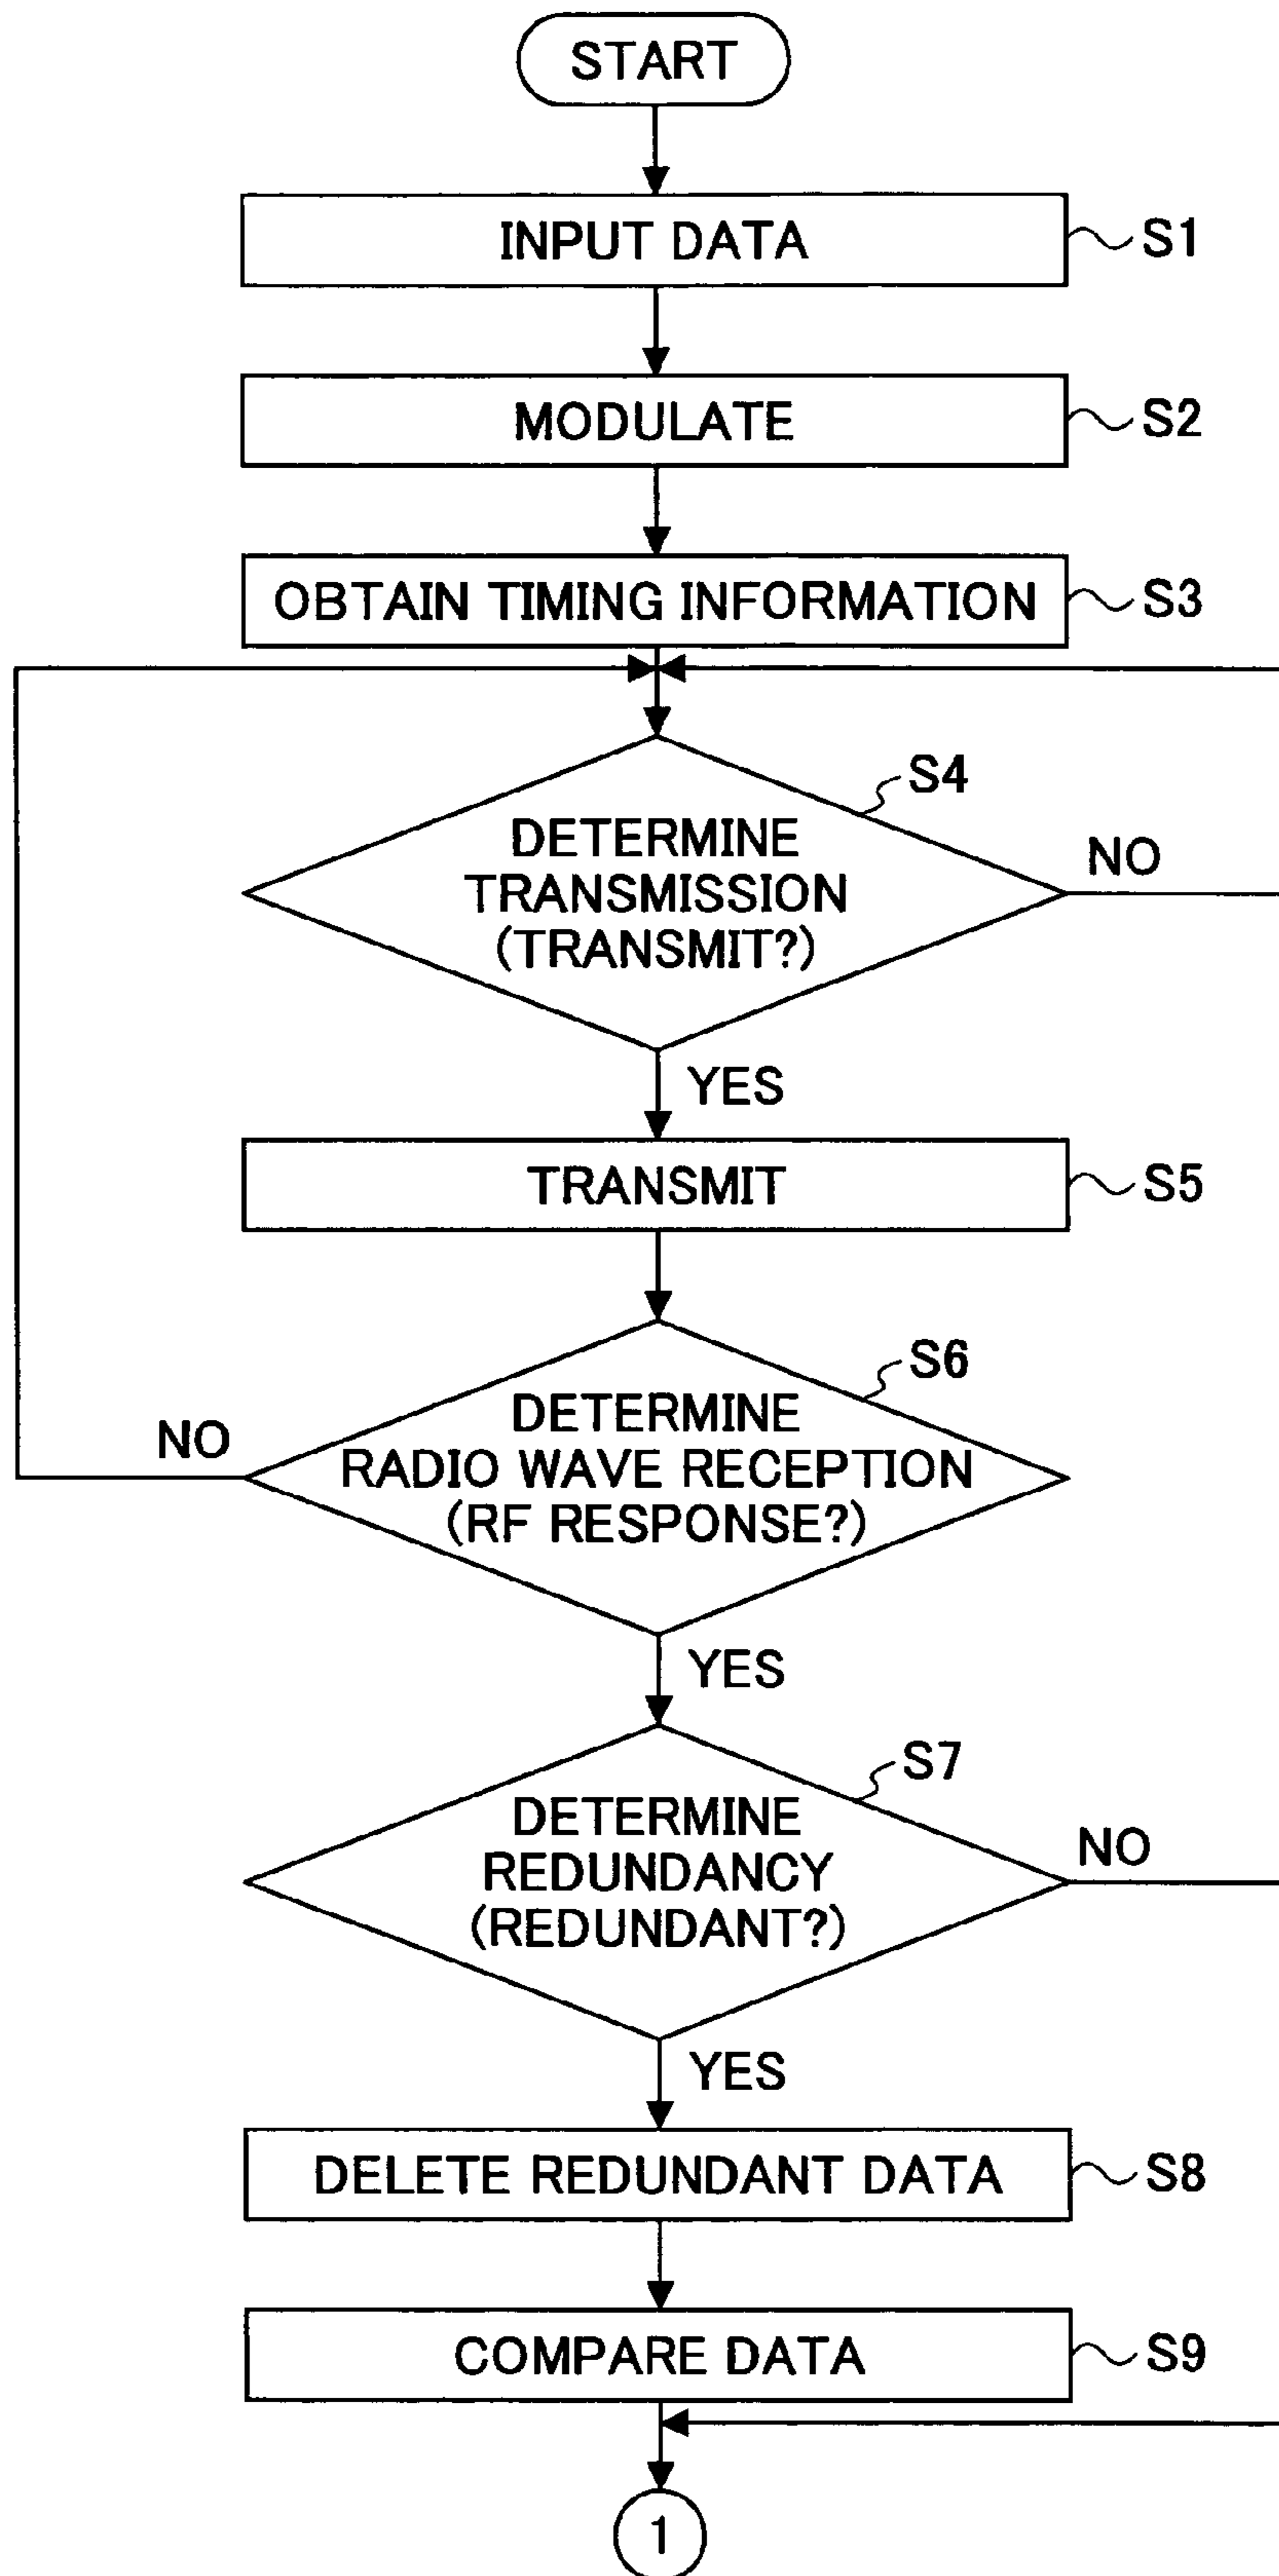 START
INPUT DATA
S1
MODULATE
S2
OBTAIN TIMING INFORMATION
S3
S4
DETERMINE
TRANSMISSION
(TRANSMIT?)
NO
YES
TRANSMIT
S5
S6
DETERMINE
RADIO WAVE RECEPTION
(RF RESPONSE?)
NO
YES
S7
DETERMINE
REDUNDANCY
(REDUNDANT?)
NO
YES
DELETE REDUNDANT DATA
S8
COMPARE DATA
S9
1